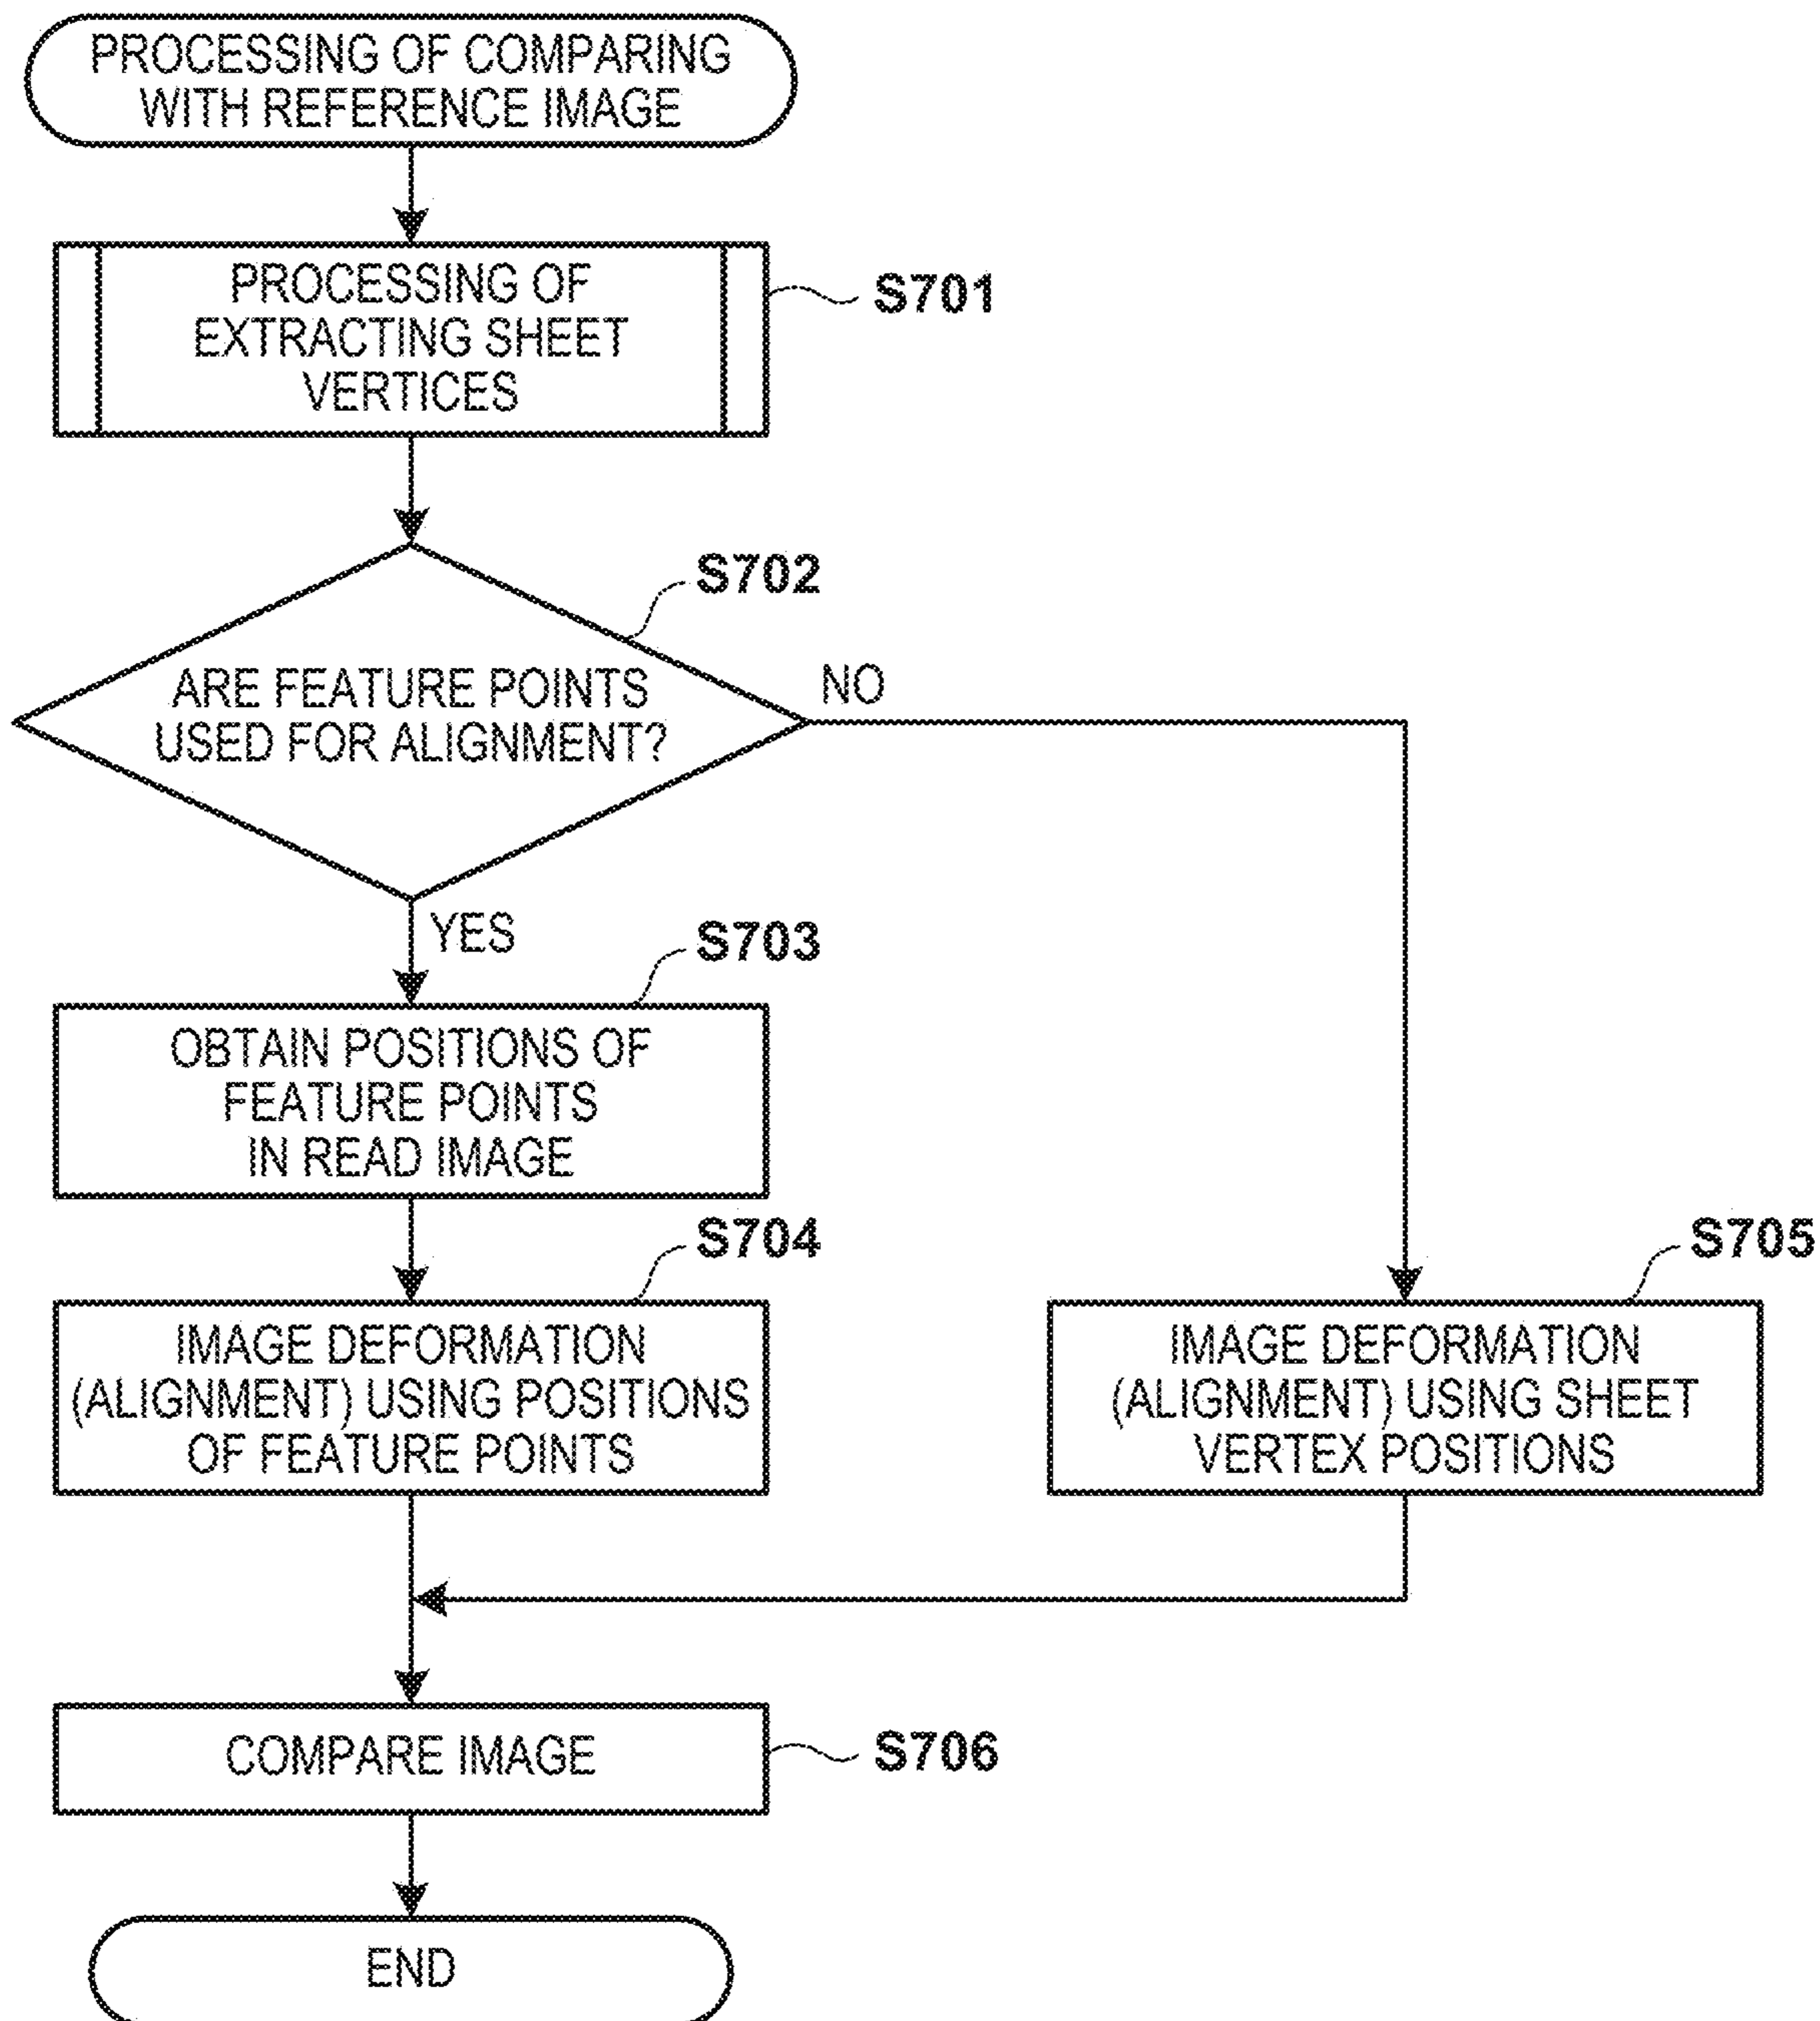 PROCESSING OF COMPARING
WITH REFERENCE IMAGE
PROCESSING OF
EXTRACTING SHEET
VERTICES
S701
S702
ARE FEATURE POINTS
USED FOR ALIGNMENT?
NO
YES
S703
OBTAIN POSITIONS OF
FEATURE POINTS
IN READ IMAGE
S704
IMAGE DEFORMATION
(ALIGNMENT) USING POSITIONS
OF FEATURE POINTS
S705
IMAGE DEFORMATION
(ALIGNMENT) USING SHEET
VERTEX POSITIONS
COMPARE IMAGE
S706
END